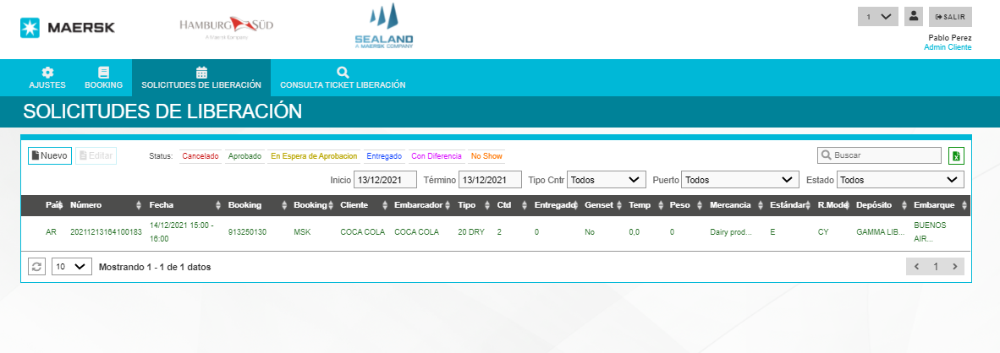 MAERSK
HAMBURG SÜD
A Maersk Company
SEALAND
A MAERSK COMPANY
1
SALIR
Pablo Perez
Admin Cliente
AJUSTES
BOOKING
SOLICITUDES DE LIBERACIÓN
CONSULTA TICKET LIBERACIÓN
SOLICITUDES DE LIBERACIÓN
Nuevo Editar Status: Cancelado Aprobado En Espera de Aprobacion Entregado Con Diferencia No Show Buscar
Inicio 13/12/2021 Término 13/12/2021 Tipo Cntr Todos Puerto Todos Estado Todos
País Número Fecha Booking Booking Cliente Embarcador Tipo Ctd Entregado Genset Temp Peso Mercancia Estándar R.Mode Depósito Embarque
AR 20211213164100183 14/12/2021 15:00 - 16:00 913250130 MSK COCA COLA COCA COLA 20 DRY 2 0 No 0,0 0 Dairy prod... E CY GAMMA LIB... BUENOS AIR...
10 Mostrando 1 - 1 de 1 datos 1